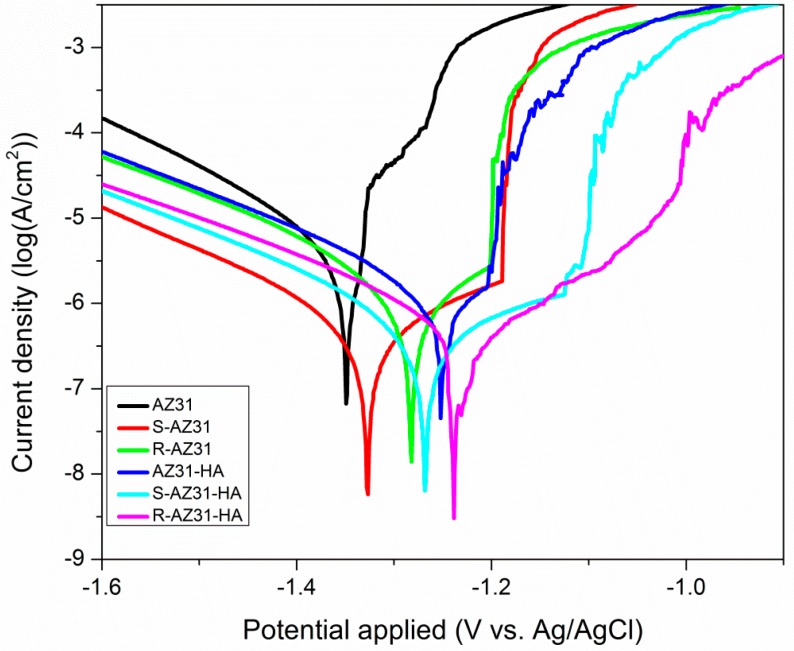 Current density (log(A/cm²))
-3
-4
-5
-6
-7
-8
-9
AZ31
S-AZ31
R-AZ31
AZ31-HA
S-AZ31-HA
R-AZ31-HA
-1.6 -1.4 -1.2 -1.0
Potential applied (V vs. Ag/AgCl)